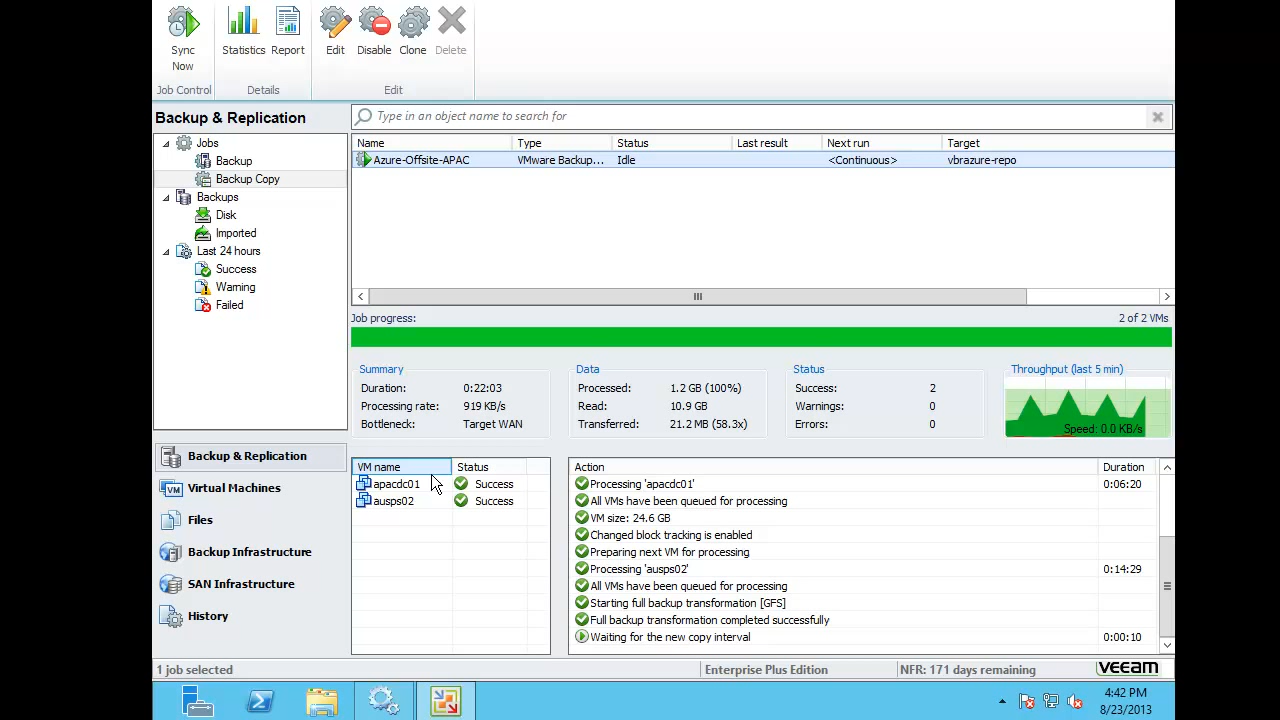 Sync Now
Statistics
Report
Edit
Disable
Clone
Delete
Job Control
Details
Edit
Backup & Replication
Type in an object name to search for
Jobs
Backup
Backup Copy
Backups
Disk
Imported
Last 24 hours
Success
Warning
Failed
Name Type Status Last result Next run Target
Azure-Offsite-APAC VMware Backup... Idle <Continuous> vbrazure-repo
Job progress: 2 of 2 VMs
Summary
Duration: 0:22:03
Processing rate: 919 KB/s
Bottleneck: Target WAN
Data
Processed: 1.2 GB (100%)
Read: 10.9 GB
Transferred: 21.2 MB (58.3x)
Status
Success: 2
Warnings: 0
Errors: 0
Throughput (last 5 min)
Speed: 0.0 KB/s
Backup & Replication
Virtual Machines
Files
Backup Infrastructure
SAN Infrastructure
History
VM name Status
apacdc01 Success
ausps02 Success
Action Duration
Processing 'apacdc01' 0:06:20
All VMs have been queued for processing
VM size: 24.6 GB
Changed block tracking is enabled
Preparing next VM for processing
Processing 'ausps02' 0:14:29
All VMs have been queued for processing
Starting full backup transformation [GFS]
Full backup transformation completed successfully
Waiting for the new copy interval 0:00:10
1 job selected
Enterprise Plus Edition
NFR: 171 days remaining
veeam
4:42 PM
8/23/2013